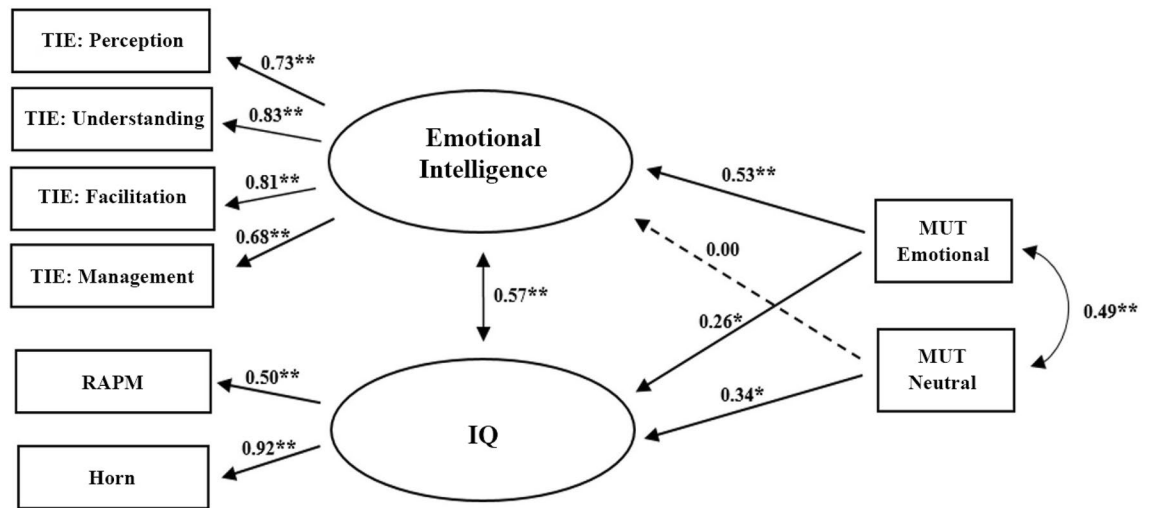 TIE: Perception
0.73**
TIE: Understanding
0.83**
TIE: Facilitation
0.81**
TIE: Management
0.68**
RAPM
0.50**
Horn
0.92**
Emotional
Intelligence
0.57**
IQ
0.53**
0.00
0.26*
0.34*
MUT
Emotional
MUT
Neutral
0.49**